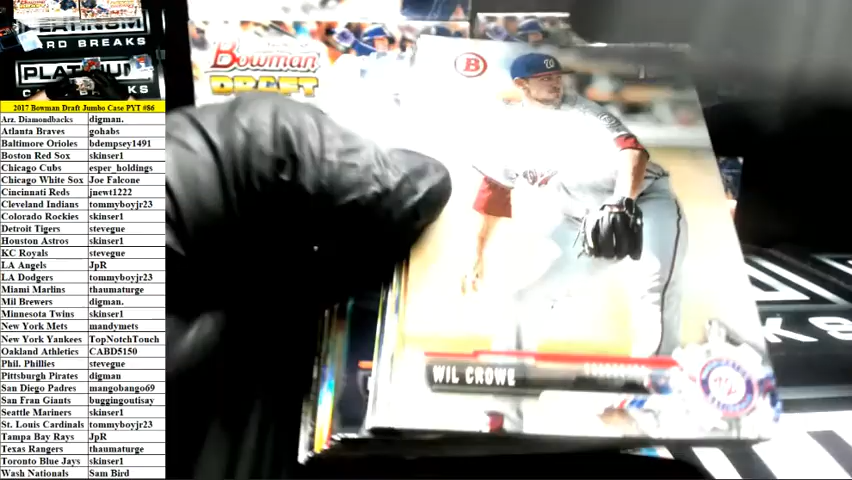 PLATINUM
CARD BREAKS
PLATINUM
2017 Bowman Draft Jumbo Case PYT #86
Arz. Diamondbacks digman.
Atlanta Braves gohabs
Baltimore Orioles bdempsey1491
Boston Red Sox skinser1
Chicago Cubs esper_holdings
Chicago White Sox Joe Falcone
Cincinnati Reds jnewt1222
Cleveland Indians tommyboyjr23
Colorado Rockies skinser1
Detroit Tigers stevegue
Houston Astros skinser1
KC Royals stevegue
LA Angels JpR
LA Dodgers tommyboyjr23
Miami Marlins thaumaturge
Mil Brewers digman.
Minnesota Twins skinser1
New York Mets mandymets
New York Yankees TopNotchTouch
Oakland Athletics CABD5150
Phil. Phillies stevegue
Pittsburgh Pirates digman
San Diego Padres mangobango69
San Fran Giants buggingoutisay
Seattle Mariners skinser1
St. Louis Cardinals tommyboyjr23
Tampa Bay Rays JpR
Texas Rangers thaumaturge
Toronto Blue Jays skinser1
Wash Nationals Sam Bird
Bowman
DRAFT
B
W
WIL CROWE
KS